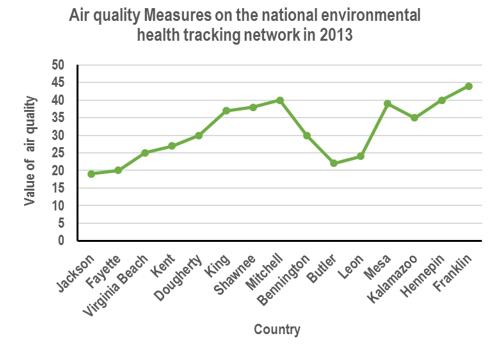 Air quality Measures on the national environmental
health tracking network in 2013
Value of air quality
50
45
40
35
30
25
20
15
10
5
0
Jackson
Fayette
Virginia Beach
Kent
Dougherty
King
Shawnee
Mitchell
Bennington
Butler
Leon
Mesa
Kalamazoo
Hennepin
Franklin
Country